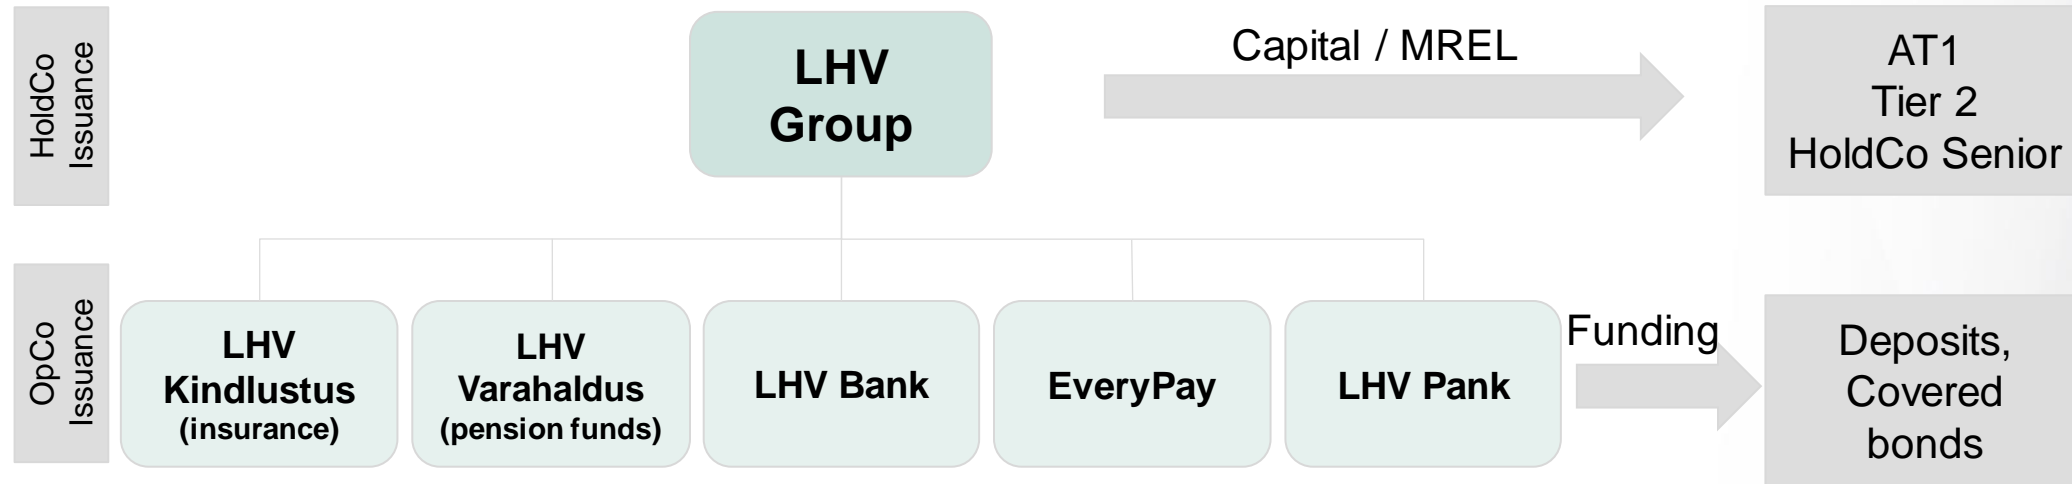 HoldCo
Issuance
LHV
Group
Capital / MREL
AT1
Tier 2
HoldCo Senior
OpCo
Issuance
LHV
Kindlustus
(insurance)
LHV
Varahaldus
(pension funds)
LHV Bank
EveryPay
LHV Pank
Funding
Deposits,
Covered
bonds